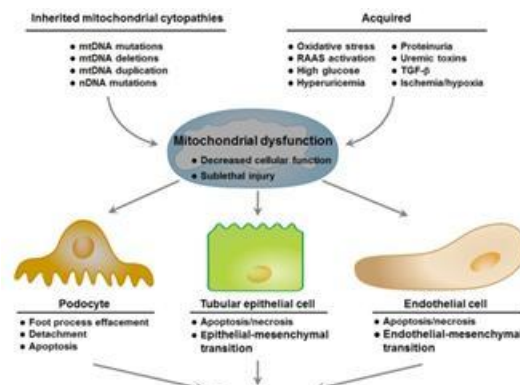 Inherited mitochondrial cytopathies
• mtDNA mutations
• mtDNA deletions
• mtDNA duplication
• nDNA mutations
Acquired
• Oxidative stress
• RAAS activation
• High glucose
• Hyperuricemia
• Proteinuria
• Uremic toxins
• TGF-β
• Ischemia/hypoxia
Mitochondrial dysfunction
• Decreased cellular function
• Sublethal injury
Podocyte
• Foot process effacement
• Detachment
• Apoptosis
Tubular epithelial cell
• Apoptosis/necrosis
• Epithelial-mesenchymal
transition
Endothelial cell
• Apoptosis/necrosis
• Endothelial-mesenchymal
transition